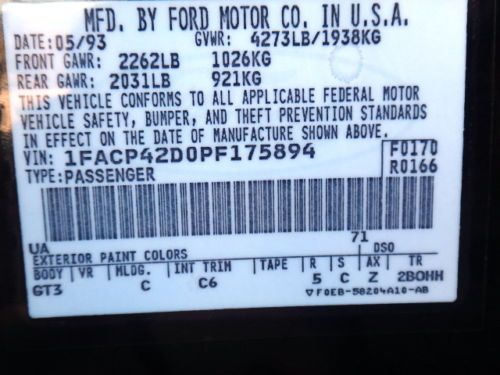 MFD. BY FORD MOTOR CO. IN U.S.A.
DATE: 05/93 GVWR: 4273LB/1938KG
FRONT GAWR: 2262LB 1026KG
REAR GAWR: 2031LB 921KG
THIS VEHICLE CONFORMS TO ALL APPLICABLE FEDERAL MOTOR
VEHICLE SAFETY, BUMPER, AND THEFT PREVENTION STANDARDS
IN EFFECT ON THE DATE OF MANUFACTURE SHOWN ABOVE.
VIN: 1FACP42D0PF175894 F0170
TYPE: PASSENGER R0166
UA 71 DSO
EXTERIOR PAINT COLORS
BODY VR MLDG. INT TRIM TAPE R S AX TR
GT3 C C6 5 C Z 2BOHH
▽F0EB-58204A10-AB